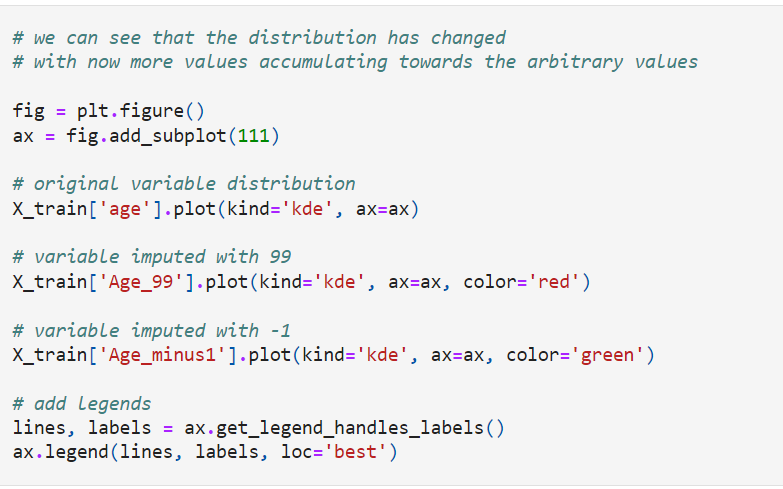 # we can see that the distribution has changed
# with now more values accumulating towards the arbitrary values
fig = plt.figure()
ax = fig.add_subplot(111)
# original variable distribution
X_train['age'].plot(kind='kde', ax=ax)
# variable imputed with 99
X_train['Age_99'].plot(kind='kde', ax=ax, color='red')
# variable imputed with -1
X_train['Age_minus1'].plot(kind='kde', ax=ax, color='green')
# add legends
lines, labels = ax.get_legend_handles_labels()
ax.legend(lines, labels, loc='best')